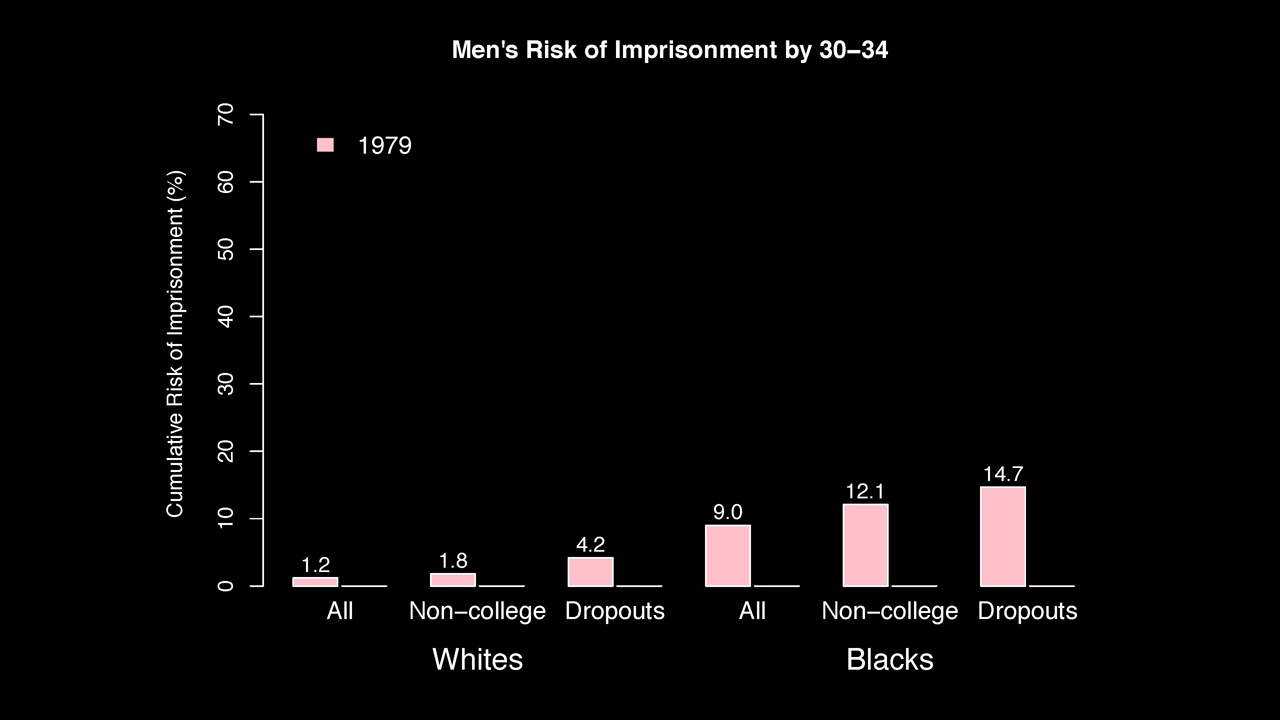 Men's Risk of Imprisonment by 30–34
Cumulative Risk of Imprisonment (%)
70
60
50
40
30
20
10
0
1979
1.2
1.8
4.2
9.0
12.1
14.7
All
Non–college
Dropouts
All
Non–college
Dropouts
Whites
Blacks